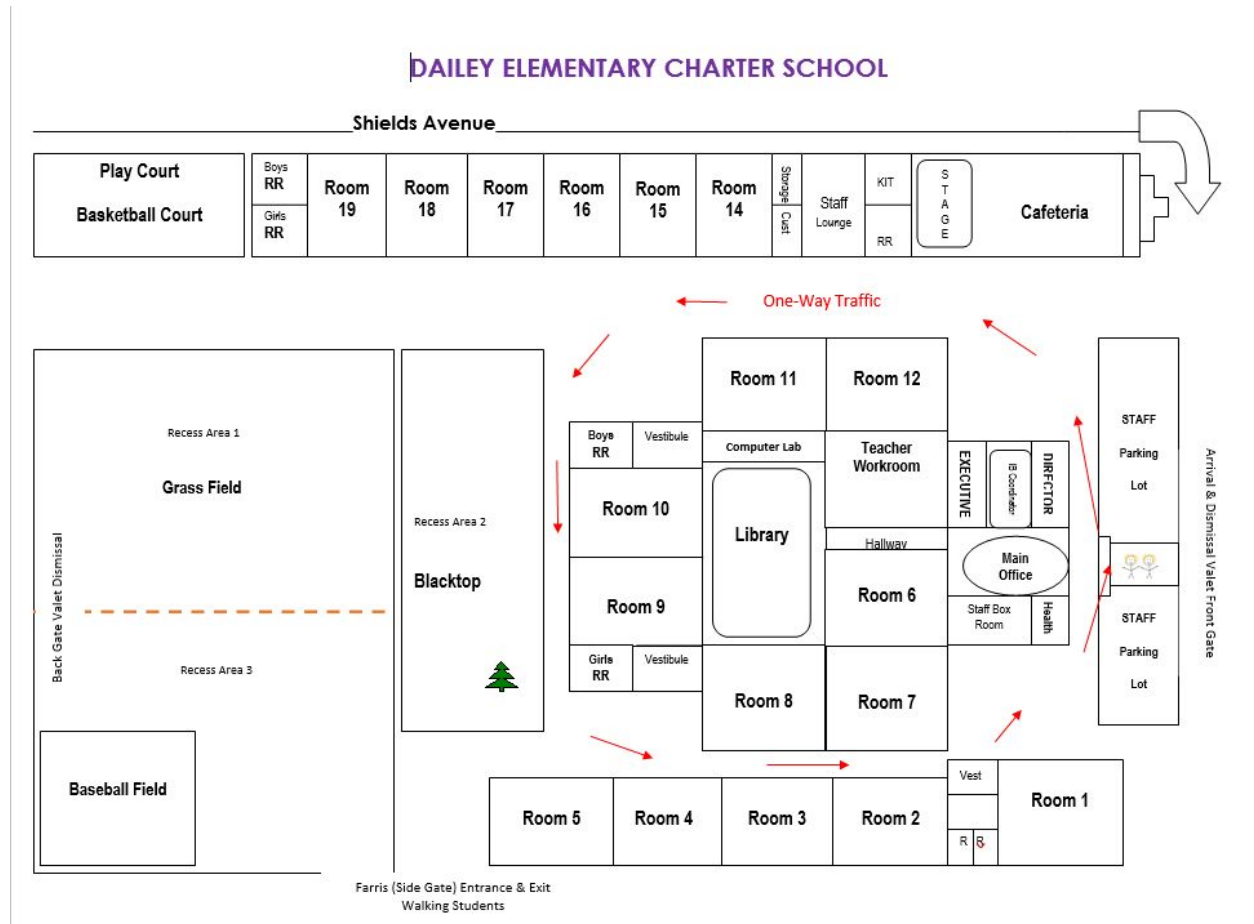 DAILEY ELEMENTARY CHARTER SCHOOL
Shields Avenue
Play Court
Basketball Court
Boys
RR
Girls
RR
Room
19
Room
18
Room
17
Room
16
Room
15
Room
14
Storage
Cust
Staff
Lounge
KIT
RR
STAGE
Cafeteria
One-Way Traffic
Recess Area 1
Grass Field
Back Gate Valet Dismissal
Recess Area 3
Baseball Field
Recess Area 2
Blacktop
Boys
RR
Vestibule
Room 10
Room 9
Girls
RR
Vestibule
Room 11
Room 12
Computer Lab
Library
Teacher
Workroom
Hallway
Room 6
Room 8
Room 7
EXECUTIVE
IB Coordinator
DIRECTOR
Main
Office
Staff Box
Room
Health
STAFF
Parking
Lot
STAFF
Parking
Lot
Arrival & Dismissal Valet Front Gate
Room 5
Room 4
Room 3
Room 2
Vest
R
R
Room 1
Farris (Side Gate) Entrance & Exit
Walking Students